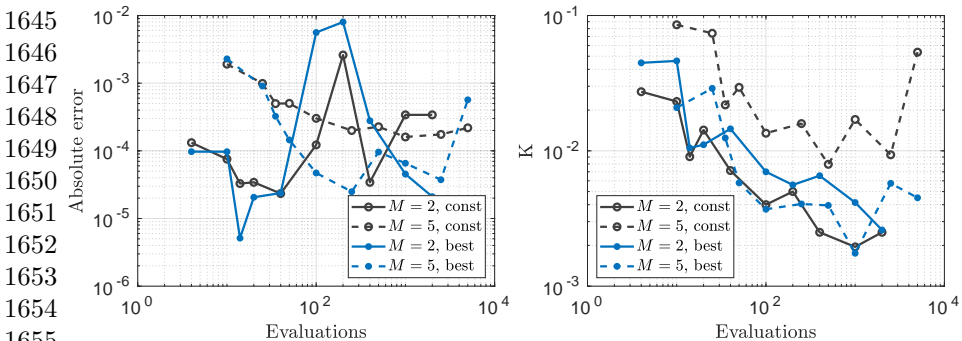 1645
1646
1647
1648
1649
1650
1651
1652
1653
1654
1655
10^-2
10^-3
10^-4
10^-5
10^-6
Absolute error
M = 2, const
M = 5, const
M = 2, best
M = 5, best
10^0
10^2
10^4
Evaluations
10^-1
10^-2
10^-3
K
M = 2, const
M = 5, const
M = 2, best
M = 5, best
10^0
10^2
10^4
Evaluations